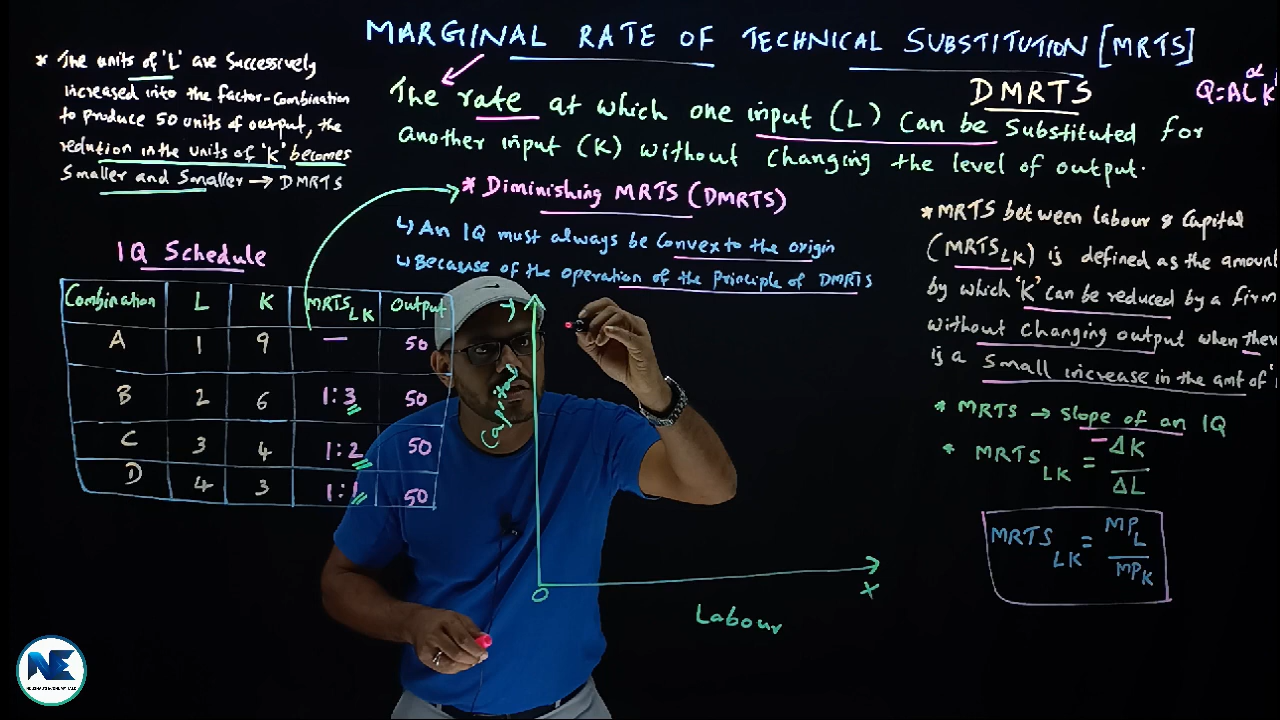 MARGINAL RATE OF TECHNICAL SUBSTITUTION [MRTS]
DMRTS
The rate at which one input (L) Can be Substituted for
another input (K) without changing the level of output.
* Diminishing MRTS (DMRTS)
↳ An IQ must always be Convex to the origin
↳ Because of the operation of the principle of DMRTS
* The units of 'L' are Successively
increased into the factor-Combination
to produce 50 units of output, the
redution in the units of 'K' becomes
Smaller and Smaller → DMRTS
IQ Schedule
Combination L K MRTS LK Output
A 1 9 — 50
B 2 6 1:3 50
C 3 4 1:2 50
D 4 3 1:1 50
Y
Capital
O
X
Labour
Q=AL α K
* MRTS between labour & Capital
(MRTS LK) is defined as the amount
by which 'K' can be reduced by a firm
without changing output when
is a Small increase in the amt of
* MRTS → Slope of an IQ
* MRTS LK = -ΔK
ΔL
MRTS LK = MP L
MP K
NE